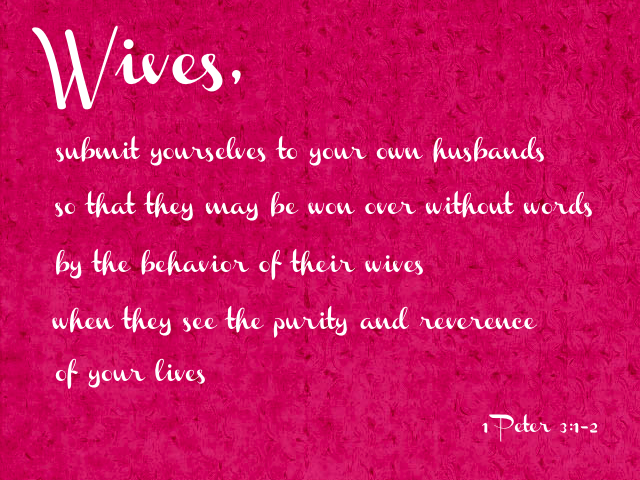 Wives,
submit yourselves to your own husbands
so that they may be won over without words
by the behavior of their wives
when they see the purity and reverence
of your lives
1 Peter 3:1-2